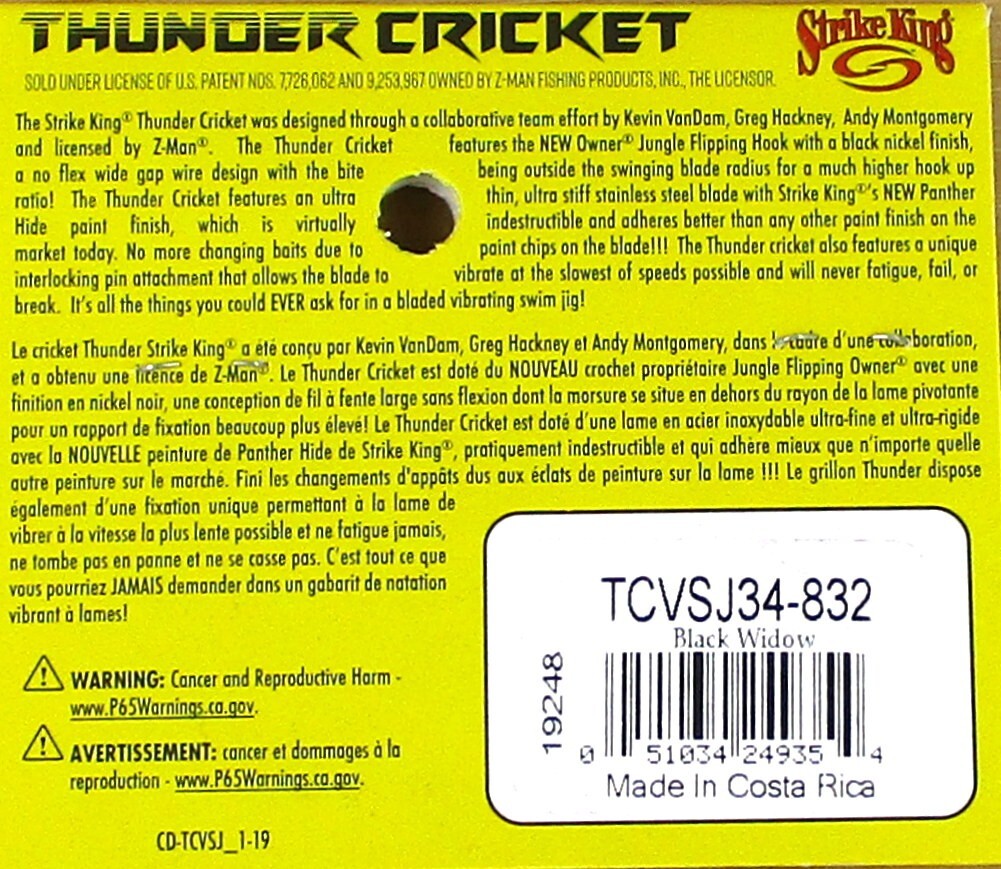 THUNDER CRICKET
Strike King
SOLD UNDER LICENSE OF U.S. PATENT NOS. 7,726,062 AND 9,253,967 OWNED BY Z-MAN FISHING PRODUCTS, INC., THE LICENSOR.
The Strike King® Thunder Cricket was designed through a collaborative team effort by Kevin VanDam, Greg Hackney, Andy Montgomery
and licensed by Z-Man®. The Thunder Cricket features the NEW Owner® Jungle Flipping Hook with a black nickel finish,
a no flex wide gap wire design with the bite being outside the swinging blade radius for a much higher hook up
ratio! The Thunder Cricket features an ultra thin, ultra stiff stainless steel blade with Strike King®'s NEW Panther
Hide paint finish, which is virtually indestructible and adheres better than any other paint finish on the
market today. No more changing baits due to paint chips on the blade!!! The Thunder cricket also features a unique
interlocking pin attachment that allows the blade to vibrate at the slowest of speeds possible and will never fatigue, fail, or
break. It's all the things you could EVER ask for in a bladed vibrating swim jig!
Le cricket Thunder Strike King® a été conçu par Kevin VanDam, Greg Hackney et Andy Montgomery, dans le cadre d'une collaboration,
et a obtenu une licence de Z-Man®. Le Thunder Cricket est doté du NOUVEAU crochet propriétaire Jungle Flipping Owner® avec une
finition en nickel noir, une conception de fil à fente large sans flexion dont la morsure se situe en dehors du rayon de la lame pivotante
pour un rapport de fixation beaucoup plus élevé! Le Thunder Cricket est doté d'une lame en acier inoxydable ultra-fine et ultra-rigide
avec la NOUVELLE peinture de Panther Hide de Strike King®, pratiquement indestructible et qui adhère mieux que n'importe quelle
autre peinture sur le marché. Fini les changements d'appâts dus aux éclats de peinture sur la lame !!! Le grillon Thunder dispose
également d'une fixation unique permettant à la lame de
vibrer à la vitesse la plus lente possible et ne fatigue jamais,
ne tombe pas en panne et ne se casse pas. C'est tout ce que
vous pourriez JAMAIS demander dans un gabarit de natation
vibrant à lames!
WARNING: Cancer and Reproductive Harm -
www.P65Warnings.ca.gov.
AVERTISSEMENT: cancer et dommages à la
reproduction - www.P65Warnings.ca.gov.
CD-TCVSJ_1-19
TCVSJ34-832
Black Widow
19248
0 51034 24935 4
Made In Costa Rica